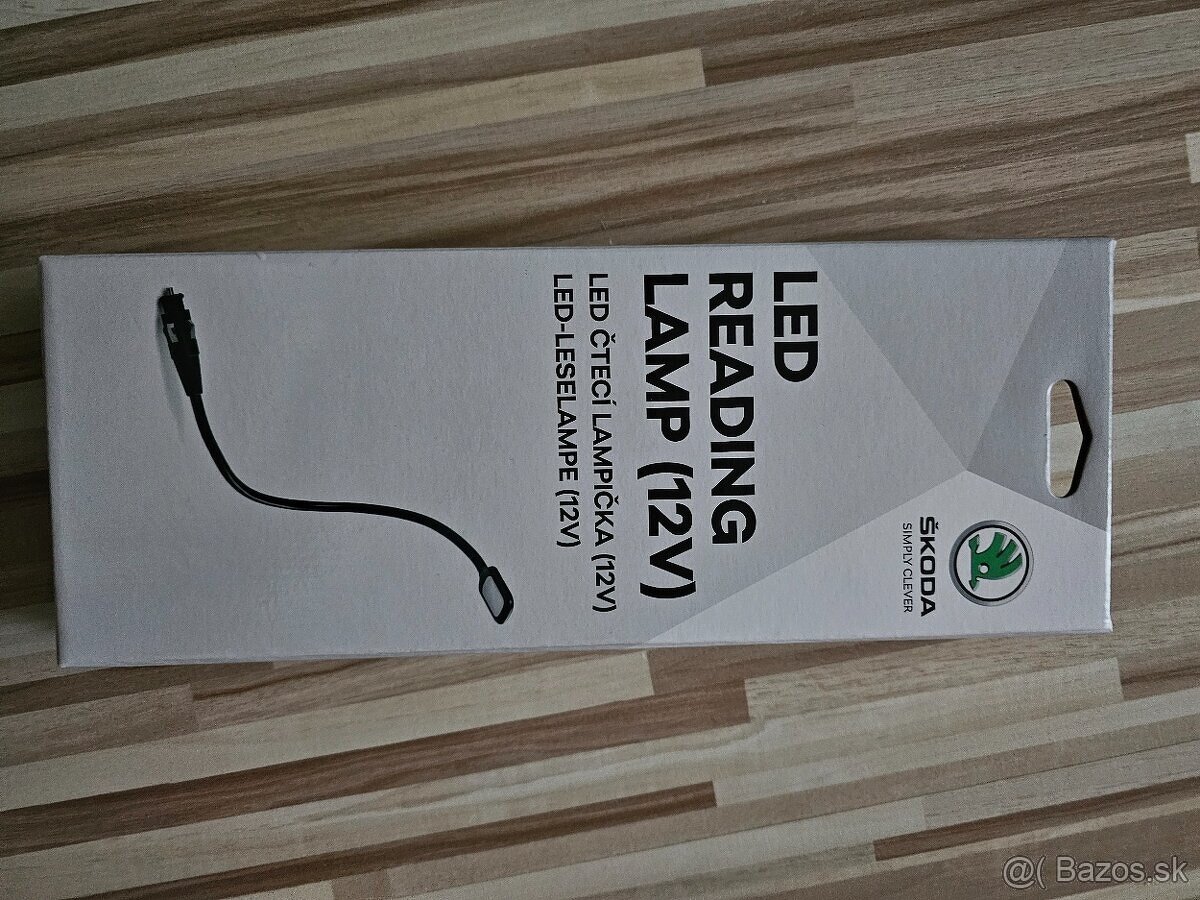 ŠKODA
SIMPLY CLEVER
LED
READING
LAMP (12V)
LED ČTECÍ LAMPIČKA (12V)
LED-LESELAMPE (12V)
@( Bazos.sk